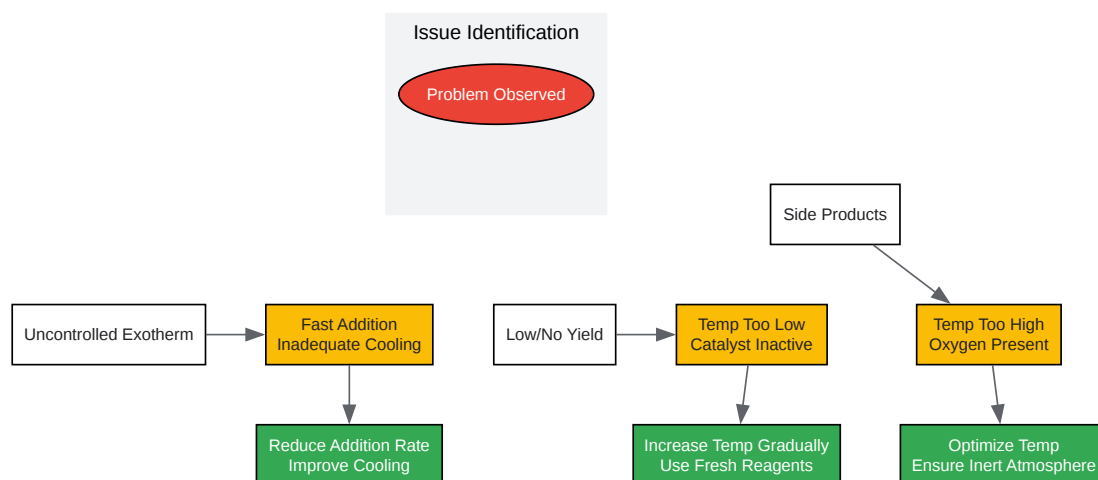 Issue Identification
Problem Observed
Side Products
Uncontrolled Exotherm
Fast Addition
Inadequate Cooling
Low/No Yield
Temp Too Low
Catalyst Inactive
Temp Too High
Oxygen Present
Reduce Addition Rate
Improve Cooling
Increase Temp Gradually
Use Fresh Reagents
Optimize Temp
Ensure Inert Atmosphere